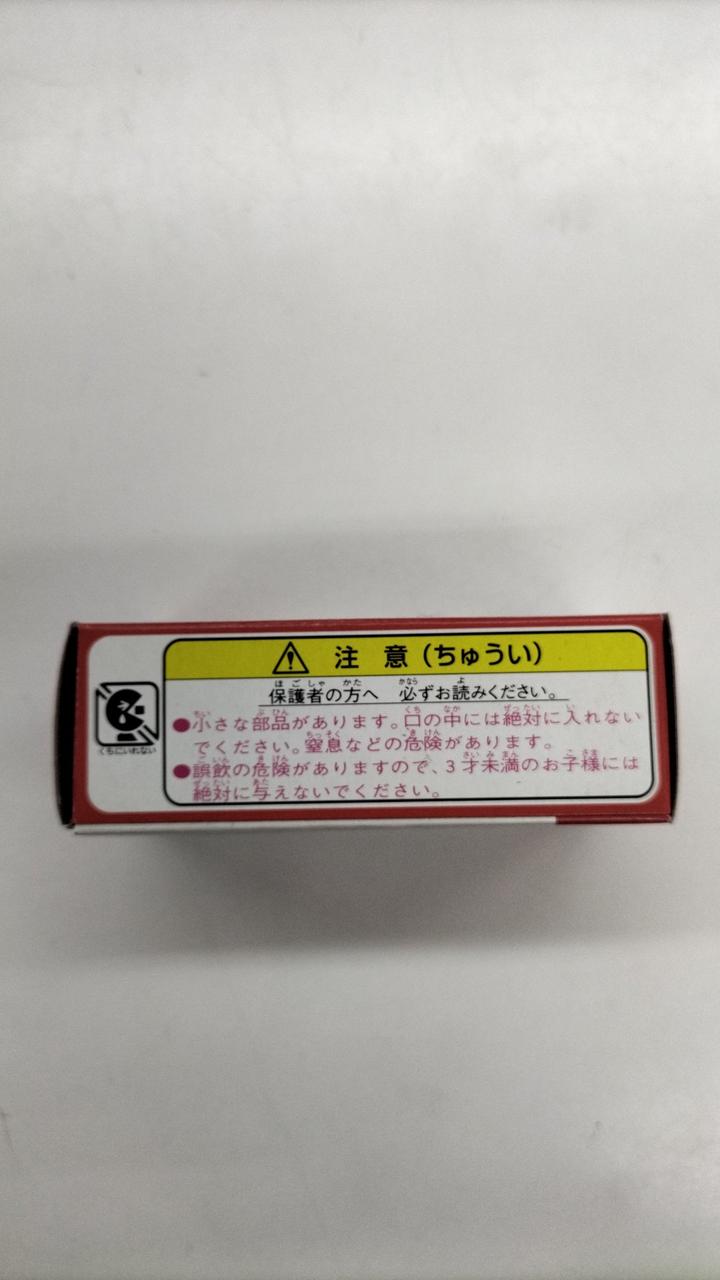 注意(ちゅうい)
保護者の方へ 必ずお読みください。
●小さな部品があります。口の中には絶対に入れない
でください。窒息などの危険があります。
●誤飲の危険がありますので、3才未満のお子様には
絶対に与えないでください。
くちにいれない